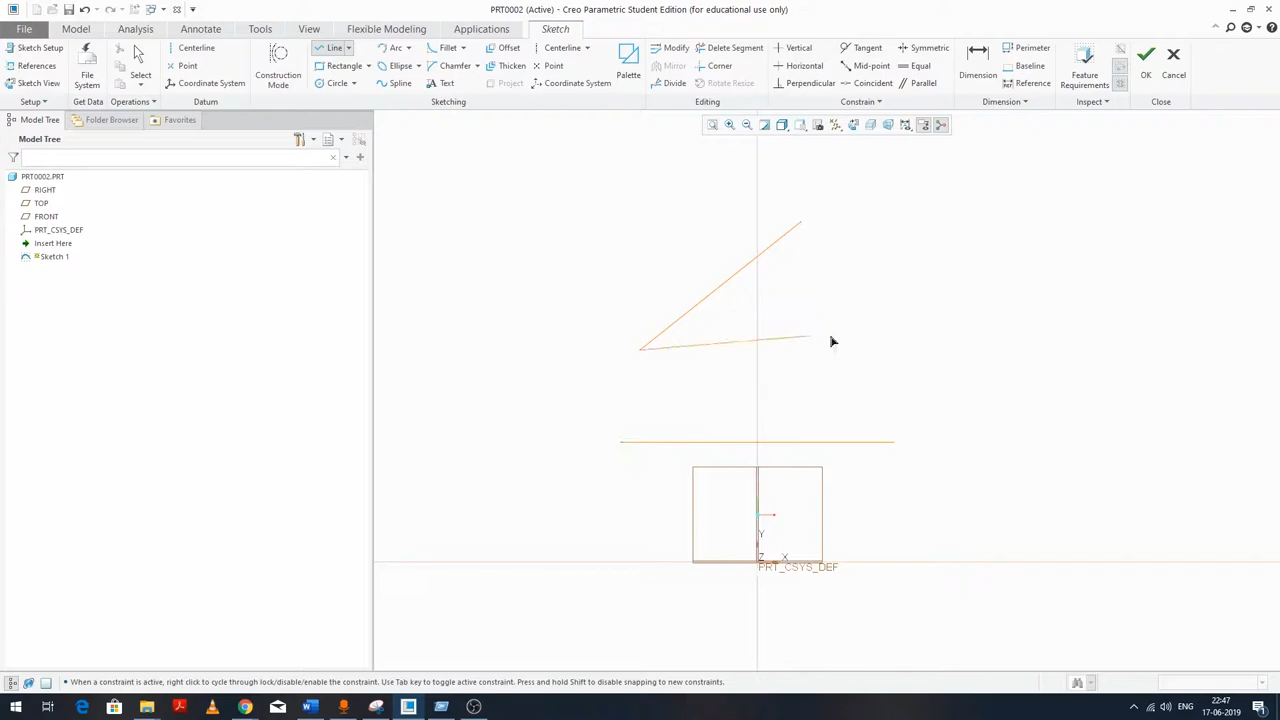 PRT0002 (Active) - Creo Parametric Student Edition (for educational use only)
File Model Analysis Annotate Tools View Flexible Modeling Applications Sketch
Sketch Setup
References
Sketch View
Setup
File System
Get Data
Select
Operations
Centerline
Point
Coordinate System
Datum
Construction Mode
Line Arc Fillet Offset Centerline
Rectangle Ellipse Chamfer Thicken Point
Circle Spline Text Project Coordinate System
Palette
Sketching
Modify Delete Segment
Mirror Corner
Divide Rotate Resize
Editing
Vertical Tangent Symmetric
Horizontal Mid-point Equal
Perpendicular Coincident Parallel
Constrain
Dimension
Perimeter
Baseline
Reference
Dimension
Feature Requirements
Inspect
OK
Cancel
Close
Model Tree Folder Browser Favorites
Model Tree
PRT0002.PRT
RIGHT
TOP
FRONT
PRT_CSYS_DEF
Insert Here
Sketch 1
Y
Z X
PRT_CSYS_DEF
When a constraint is active, right click to cycle through lock/disable/enable the constraint. Use Tab key to toggle active constraint. Press and hold Shift to disable snapping to new constraints.
ENG
22:47
17-06-2019